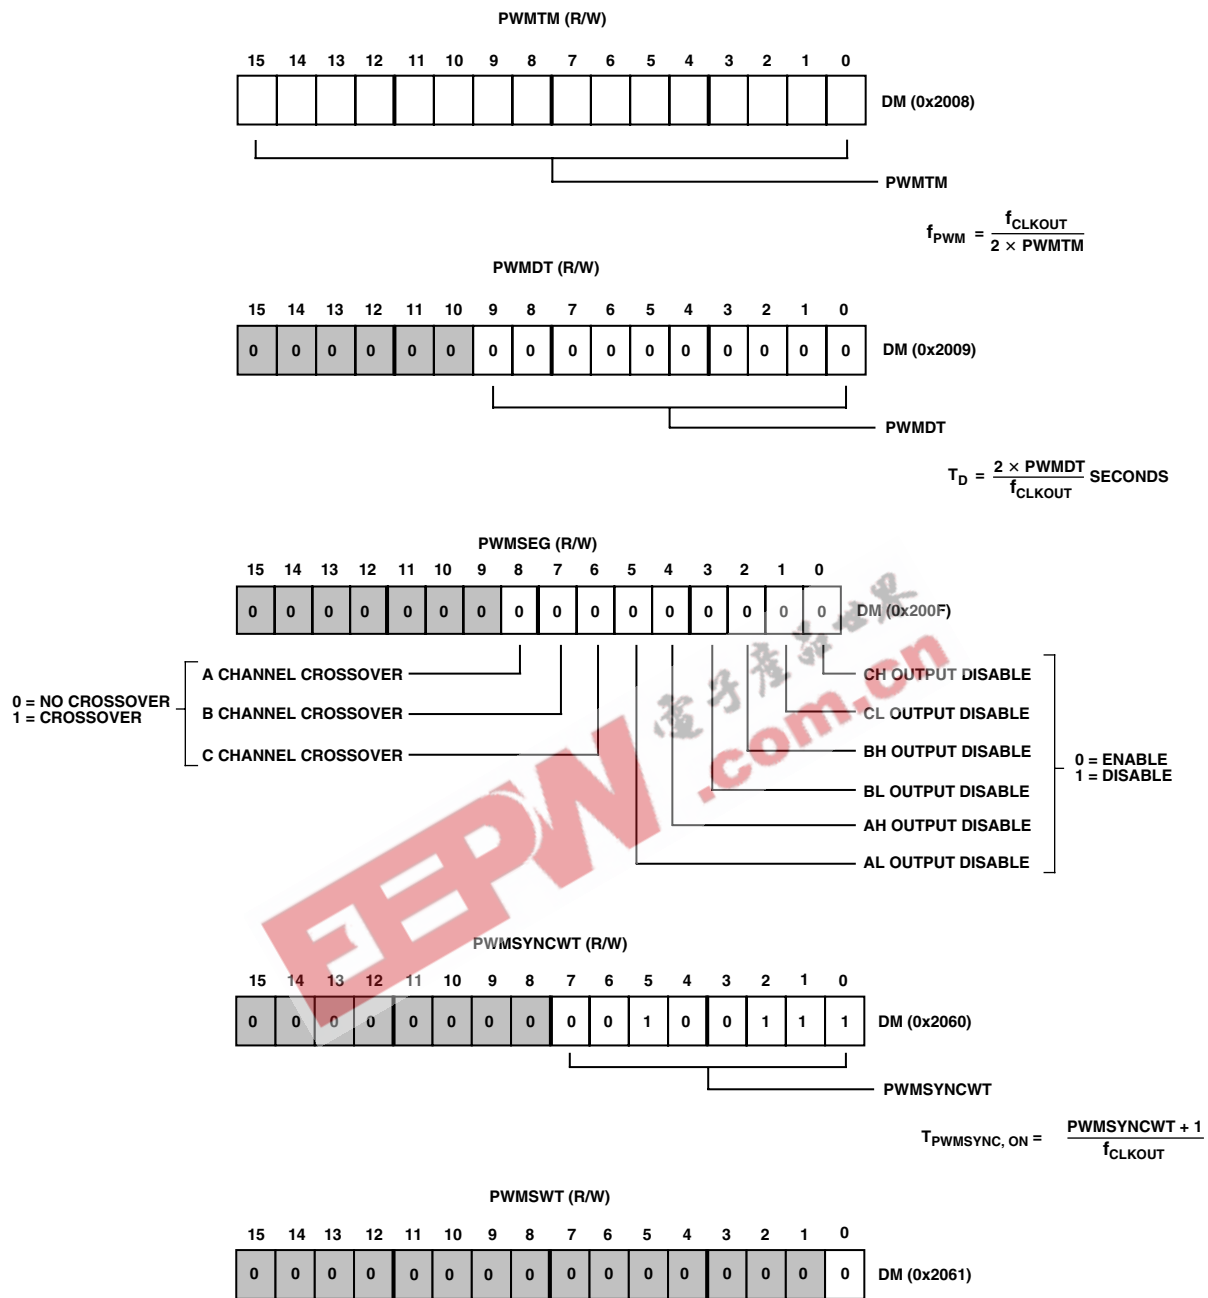 PWMTM (R/W)
15 14 13 12 11 10 9 8 7 6 5 4 3 2 1 0
DM (0x2008)
PWMTM
fPWM = fCLKOUT / 2 × PWMTM
PWMDT (R/W)
15 14 13 12 11 10 9 8 7 6 5 4 3 2 1 0
0 0 0 0 0 0 0 0 0 0 0 0 0 0 0 0 DM (0x2009)
PWMDT
TD = 2 × PWMDT / fCLKOUT SECONDS
PWMSEG (R/W)
15 14 13 12 11 10 9 8 7 6 5 4 3 2 1 0
0 0 0 0 0 0 0 0 0 0 0 0 0 0 0 0 DM (0x200F)
A CHANNEL CROSSOVER
B CHANNEL CROSSOVER
C CHANNEL CROSSOVER
0 = NO CROSSOVER
1 = CROSSOVER
CH OUTPUT DISABLE
CL OUTPUT DISABLE
BH OUTPUT DISABLE
BL OUTPUT DISABLE
AH OUTPUT DISABLE
AL OUTPUT DISABLE
0 = ENABLE
1 = DISABLE
EEPW .com.cn
電子產品世界
PWMSYNCWT (R/W)
15 14 13 12 11 10 9 8 7 6 5 4 3 2 1 0
0 0 0 0 0 0 0 0 0 0 1 0 0 1 1 1 DM (0x2060)
PWMSYNCWT
TPWMSYNC, ON = PWMSYNCWT + 1 / fCLKOUT
PWMSWT (R/W)
15 14 13 12 11 10 9 8 7 6 5 4 3 2 1 0
0 0 0 0 0 0 0 0 0 0 0 0 0 0 0 0 DM (0x2061)